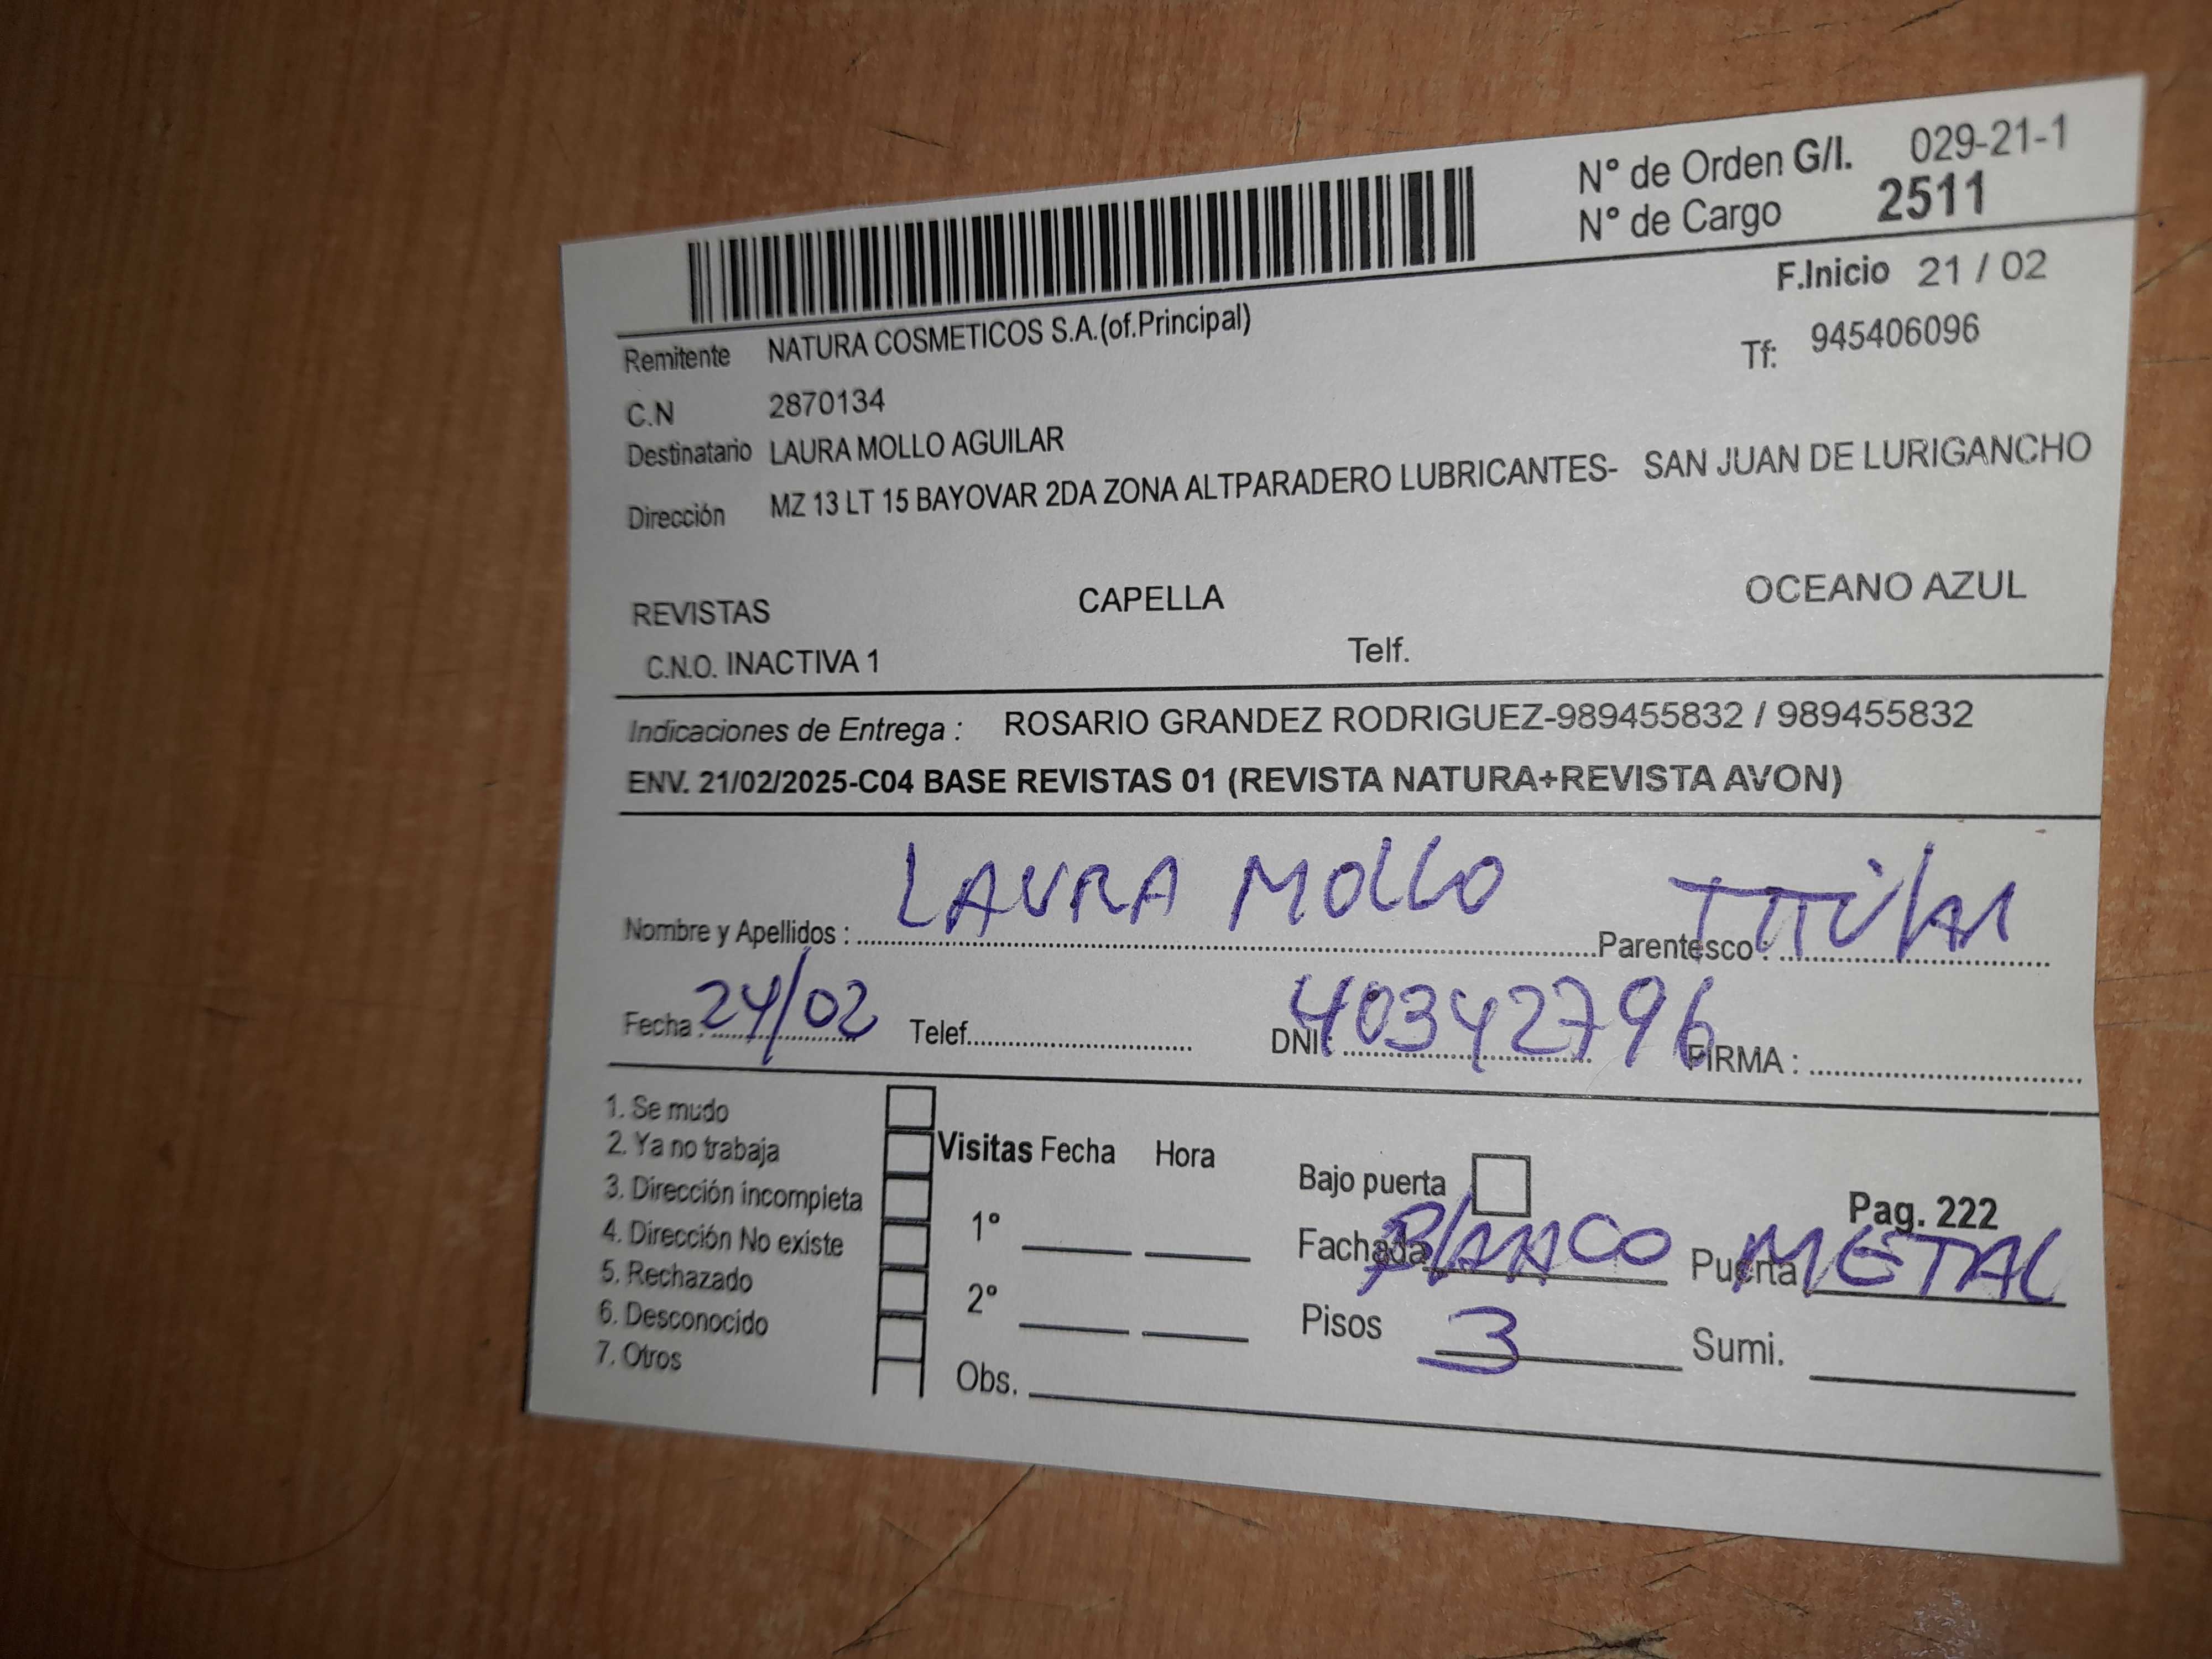 N° de Orden G/I. 029-21-1
N° de Cargo 2511
F.Inicio 21 / 02
Remitente NATURA COSMETICOS S.A.(of.Principal) Tf: 945406096
C.N 2870134
Destinatario LAURA MOLLO AGUILAR
Dirección MZ 13 LT 15 BAYOVAR 2DA ZONA ALTPARADERO LUBRICANTES- SAN JUAN DE LURIGANCHO
REVISTAS CAPELLA OCEANO AZUL
C.N.O. INACTIVA 1 Telf.
Indicaciones de Entrega : ROSARIO GRANDEZ RODRIGUEZ-989455832 / 989455832
ENV. 21/02/2025-C04 BASE REVISTAS 01 (REVISTA NATURA+REVISTA AVON)
Nombre y Apellidos : LAURA MOLLO Parentesco : TITULAR
Fecha : 24/02 Telef. DNI : 40342796 FIRMA :
1. Se mudo
2. Ya no trabaja Visitas Fecha Hora
3. Dirección incompleta Bajo puerta Pag. 222
4. Dirección No existe 1° Fachada BLANCO Puerta METAL
5. Rechazado
6. Desconocido 2° Pisos 3 Sumi.
7. Otros Obs.